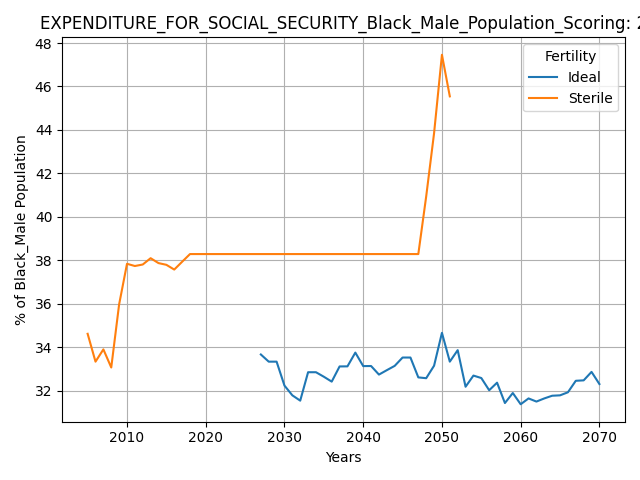 EXPENDITURE_FOR_SOCIAL_SECURITY_Black_Male_Population_Scoring: 2
Fertility
Ideal
Sterile
% of Black_Male Population
48
46
44
42
40
38
36
34
32
2010 2020 2030 2040 2050 2060 2070
Years